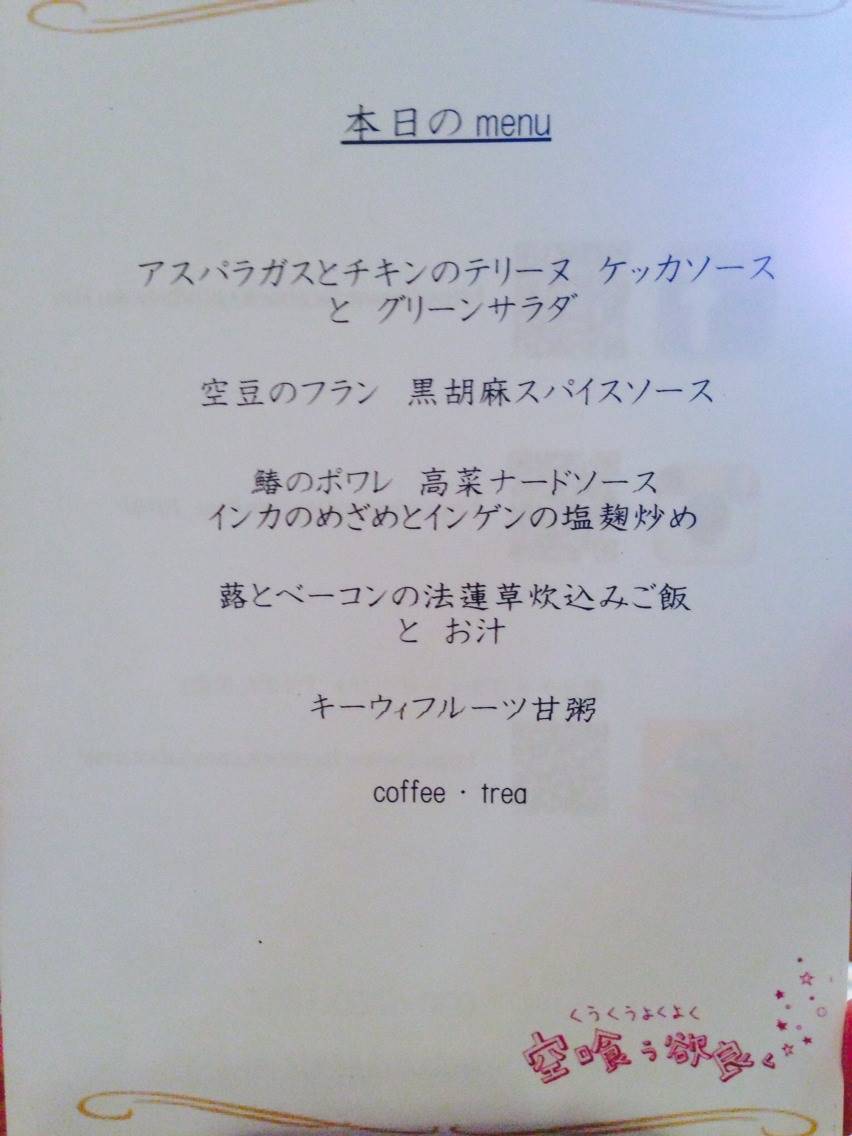 本日の menu
アスパラガスとチキンのテリーヌ　ケッカソース
と　グリーンサラダ
空豆のフラン　黒胡麻スパイスソース
鰆のポワレ　高菜ナードソース
インカのめざめとインゲンの塩麹炒め
蕗とベーコンの法蓮草炊込みご飯
と　お汁
キーウィフルーツ甘粥
coffee・trea
くうくうよくよく
空喰う欲良く